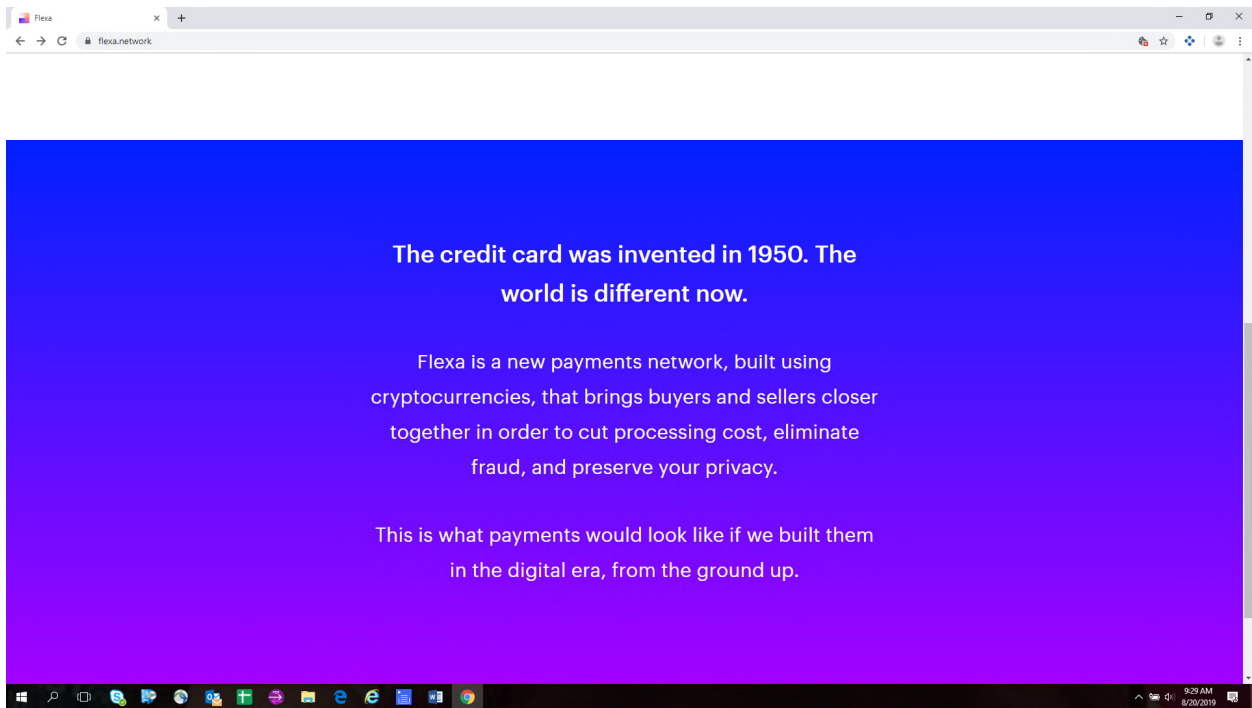 Flexa
flexa.network
The credit card was invented in 1950. The
world is different now.
Flexa is a new payments network, built using
cryptocurrencies, that brings buyers and sellers closer
together in order to cut processing cost, eliminate
fraud, and preserve your privacy.
This is what payments would look like if we built them
in the digital era, from the ground up.
9:29 AM
8/20/2019